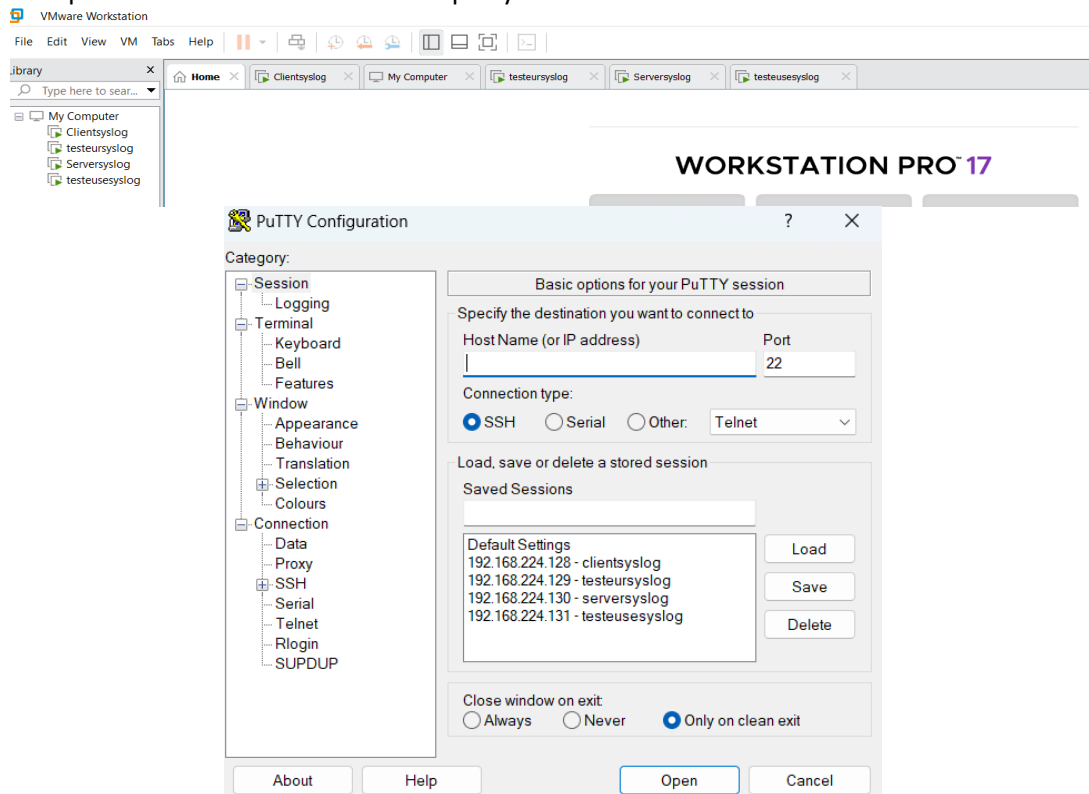 VMware Workstation
File Edit View VM Tabs Help
Library X
Type here to sear...
Home Clientsyslog My Computer testeursyslog Serversyslog testeusesyslog
My Computer
Clientsyslog
testeursyslog
Serversyslog
testeusesyslog
WORKSTATION PRO™ 17
PuTTY Configuration ? X
Category:
Session
Logging
Terminal
Keyboard
Bell
Features
Window
Appearance
Behaviour
Translation
Selection
Colours
Connection
Data
Proxy
SSH
Serial
Telnet
Rlogin
SUPDUP
Basic options for your PuTTY session
Specify the destination you want to connect to
Host Name (or IP address) Port
22
Connection type:
SSH Serial Other: Telnet
Load, save or delete a stored session
Saved Sessions
Default Settings
192.168.224.128 - clientsyslog
192.168.224.129 - testeursyslog
192.168.224.130 - serversyslog
192.168.224.131 - testeusesyslog
Load
Save
Delete
Close window on exit:
Always Never Only on clean exit
About Help Open Cancel